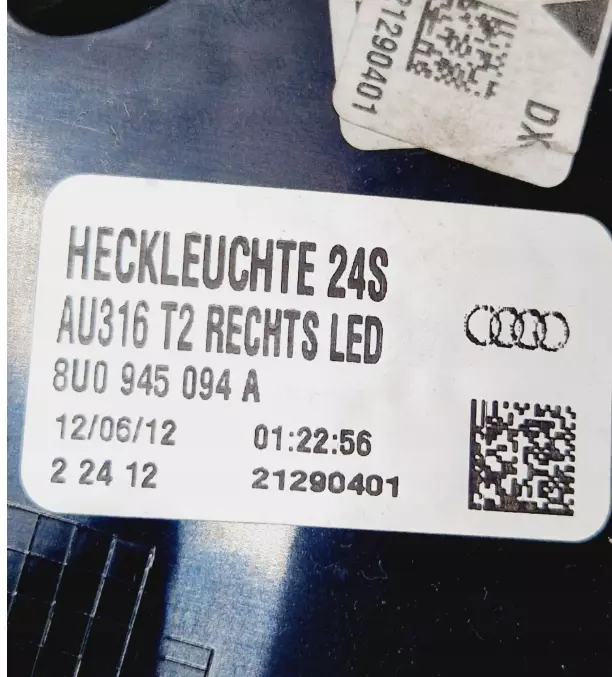 21290401
DX
HECKLEUCHTE 24S
AU316 T2 RECHTS LED
8U0 945 094 A
12/06/12 01:22:56
2 24 12 21290401